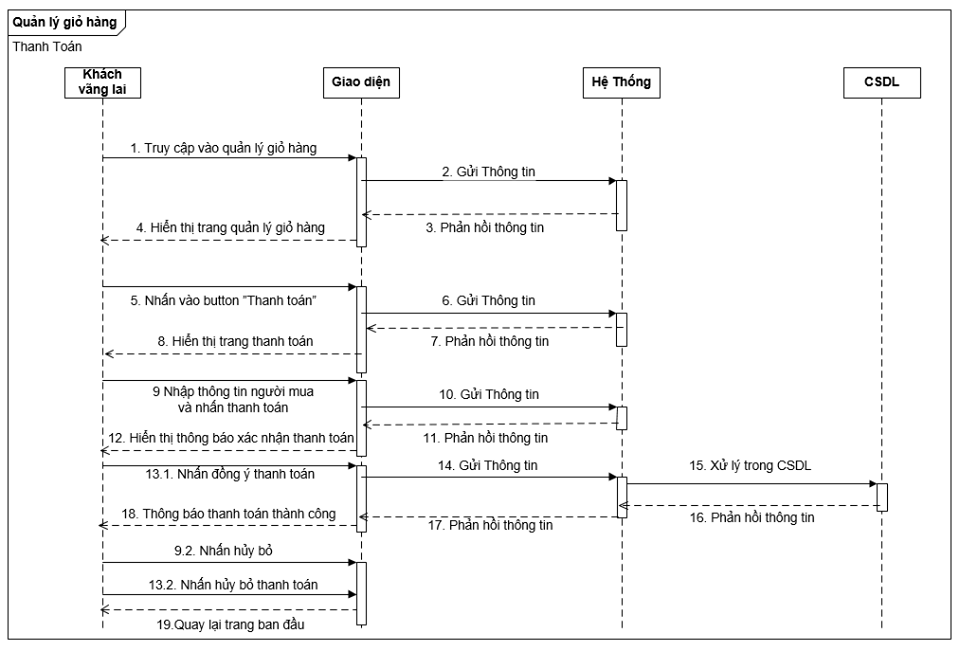 Quản lý giỏ hàng
Thanh Toán
Khách
vãng lai
Giao diện
Hệ Thống
CSDL
1. Truy cập vào quản lý giỏ hàng
2. Gửi Thông tin
3. Phản hồi thông tin
4. Hiển thị trang quản lý giỏ hàng
5. Nhấn vào button "Thanh toán"
6. Gửi Thông tin
7. Phản hồi thông tin
8. Hiển thị trang thanh toán
9 Nhập thông tin người mua
và nhấn thanh toán
10. Gửi Thông tin
11. Phản hồi thông tin
12. Hiển thị thông báo xác nhận thanh toán
13.1. Nhấn đồng ý thanh toán
14. Gửi Thông tin
15. Xử lý trong CSDL
16. Phản hồi thông tin
17. Phản hồi thông tin
18. Thông báo thanh toán thành công
9.2. Nhấn hủy bỏ
13.2. Nhấn hủy bỏ thanh toán
19.Quay lại trang ban đầu